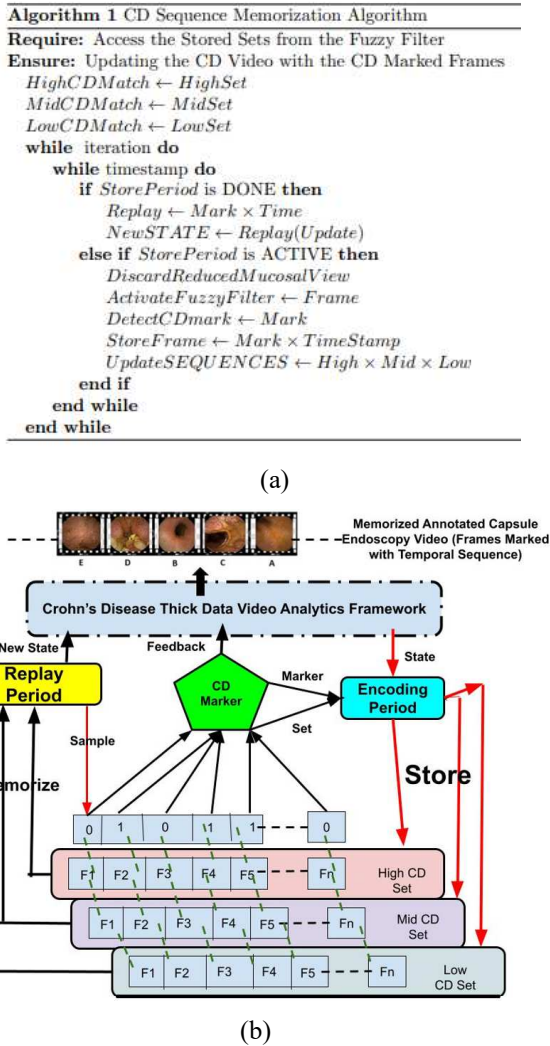 Algorithm 1 CD Sequence Memorization Algorithm
Require: Access the Stored Sets from the Fuzzy Filter
Ensure: Updating the CD Video with the CD Marked Frames
HighCDMatch ← HighSet
MidCDMatch ← MidSet
LowCDMatch ← LowSet
while iteration do
while timestamp do
if StorePeriod is DONE then
Replay ← Mark × Time
NewSTATE ← Replay(Update)
else if StorePeriod is ACTIVE then
DiscardReducedMucosalView
ActivateFuzzyFilter ← Frame
DetectCDmark ← Mark
StoreFrame ← Mark × TimeStamp
UpdateSEQUENCES ← High × Mid × Low
end if
end while
end while
(a)
E D B C A
Memorized Annotated Capsule
Endoscopy Video (Frames Marked
with Temporal Sequence)
Crohn's Disease Thick Data Video Analytics Framework
New State
Feedback
State
Replay
Period
CD
Marker
Marker
Set
Encoding
Period
Sample
emorize
Store
0 1 0 1 1 0
F1 F2 F3 F4 F5 Fn
High CD
Set
F1 F2 F3 F4 F5 Fn
Mid CD
Set
F1 F2 F3 F4 F5 Fn
Low
CD Set
(b)